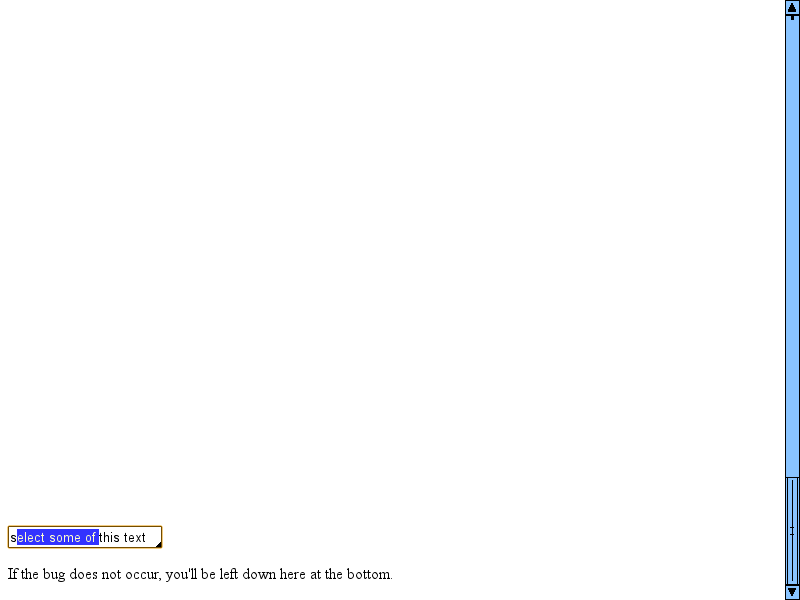 select some of this text
If the bug does not occur, you'll be left down here at the bottom.